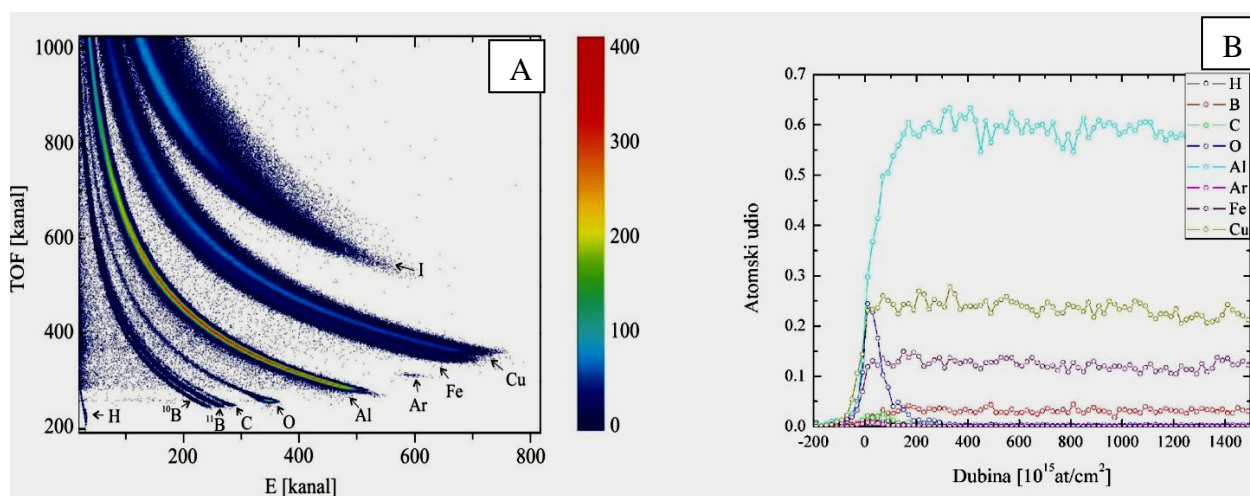 A
1000
800
600
400
200
TOF [kanal]
200
400
600
800
E [kanal]
H
¹⁰B
¹¹B
C
O
Al
Ar
Fe
Cu
I
400
300
200
100
0
B
0.7
0.6
0.5
0.4
0.3
0.2
0.1
0.0
Atomski udio
-200
0
200
400
600
800
1000
1200
1400
Dubina [10¹⁵at/cm²]
H
B
C
O
Al
Ar
Fe
Cu